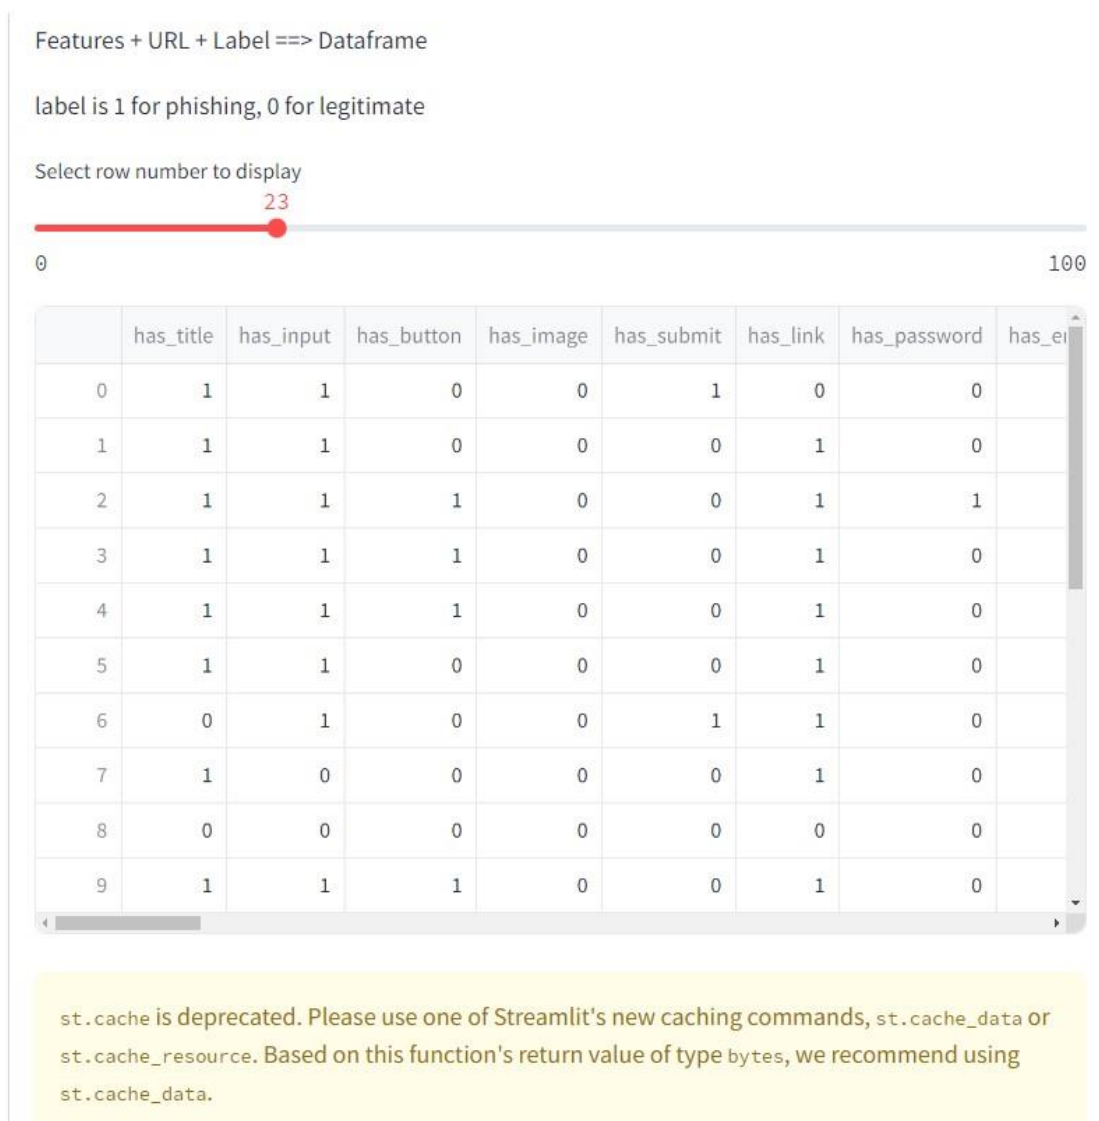 Features + URL + Label ==> Dataframe
label is 1 for phishing, 0 for legitimate
Select row number to display
23
0 100
has_title has_input has_button has_image has_submit has_link has_password has_e
0 1 1 0 0 1 0 0
1 1 1 0 0 0 1 0
2 1 1 1 0 0 1 1
3 1 1 1 0 0 1 0
4 1 1 1 0 0 1 0
5 1 1 0 0 0 1 0
6 0 1 0 0 1 1 0
7 1 0 0 0 0 1 0
8 0 0 0 0 0 0 0
9 1 1 1 0 0 1 0
st.cache is deprecated. Please use one of Streamlit's new caching commands, st.cache_data or
st.cache_resource. Based on this function's return value of type bytes, we recommend using
st.cache_data.